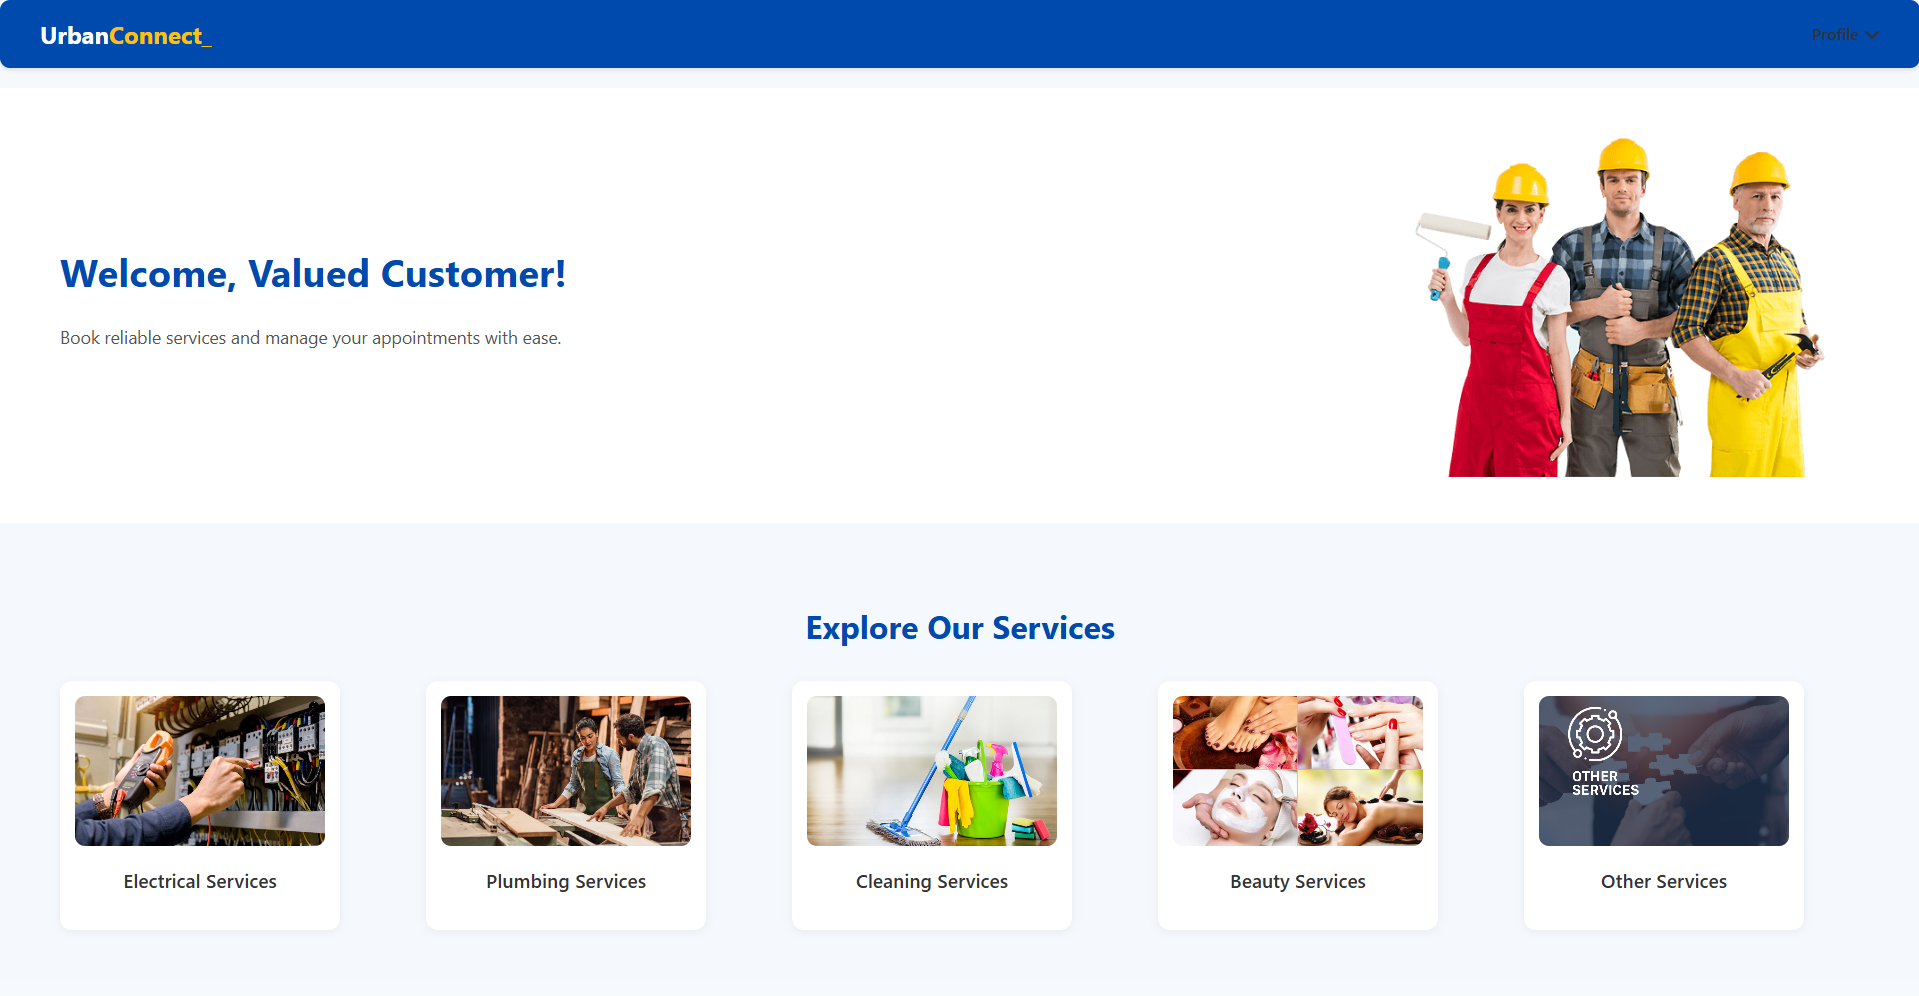 UrbanConnect_
Profile
Welcome, Valued Customer!
Book reliable services and manage your appointments with ease.
Explore Our Services
OTHER
SERVICES
Electrical Services
Plumbing Services
Cleaning Services
Beauty Services
Other Services